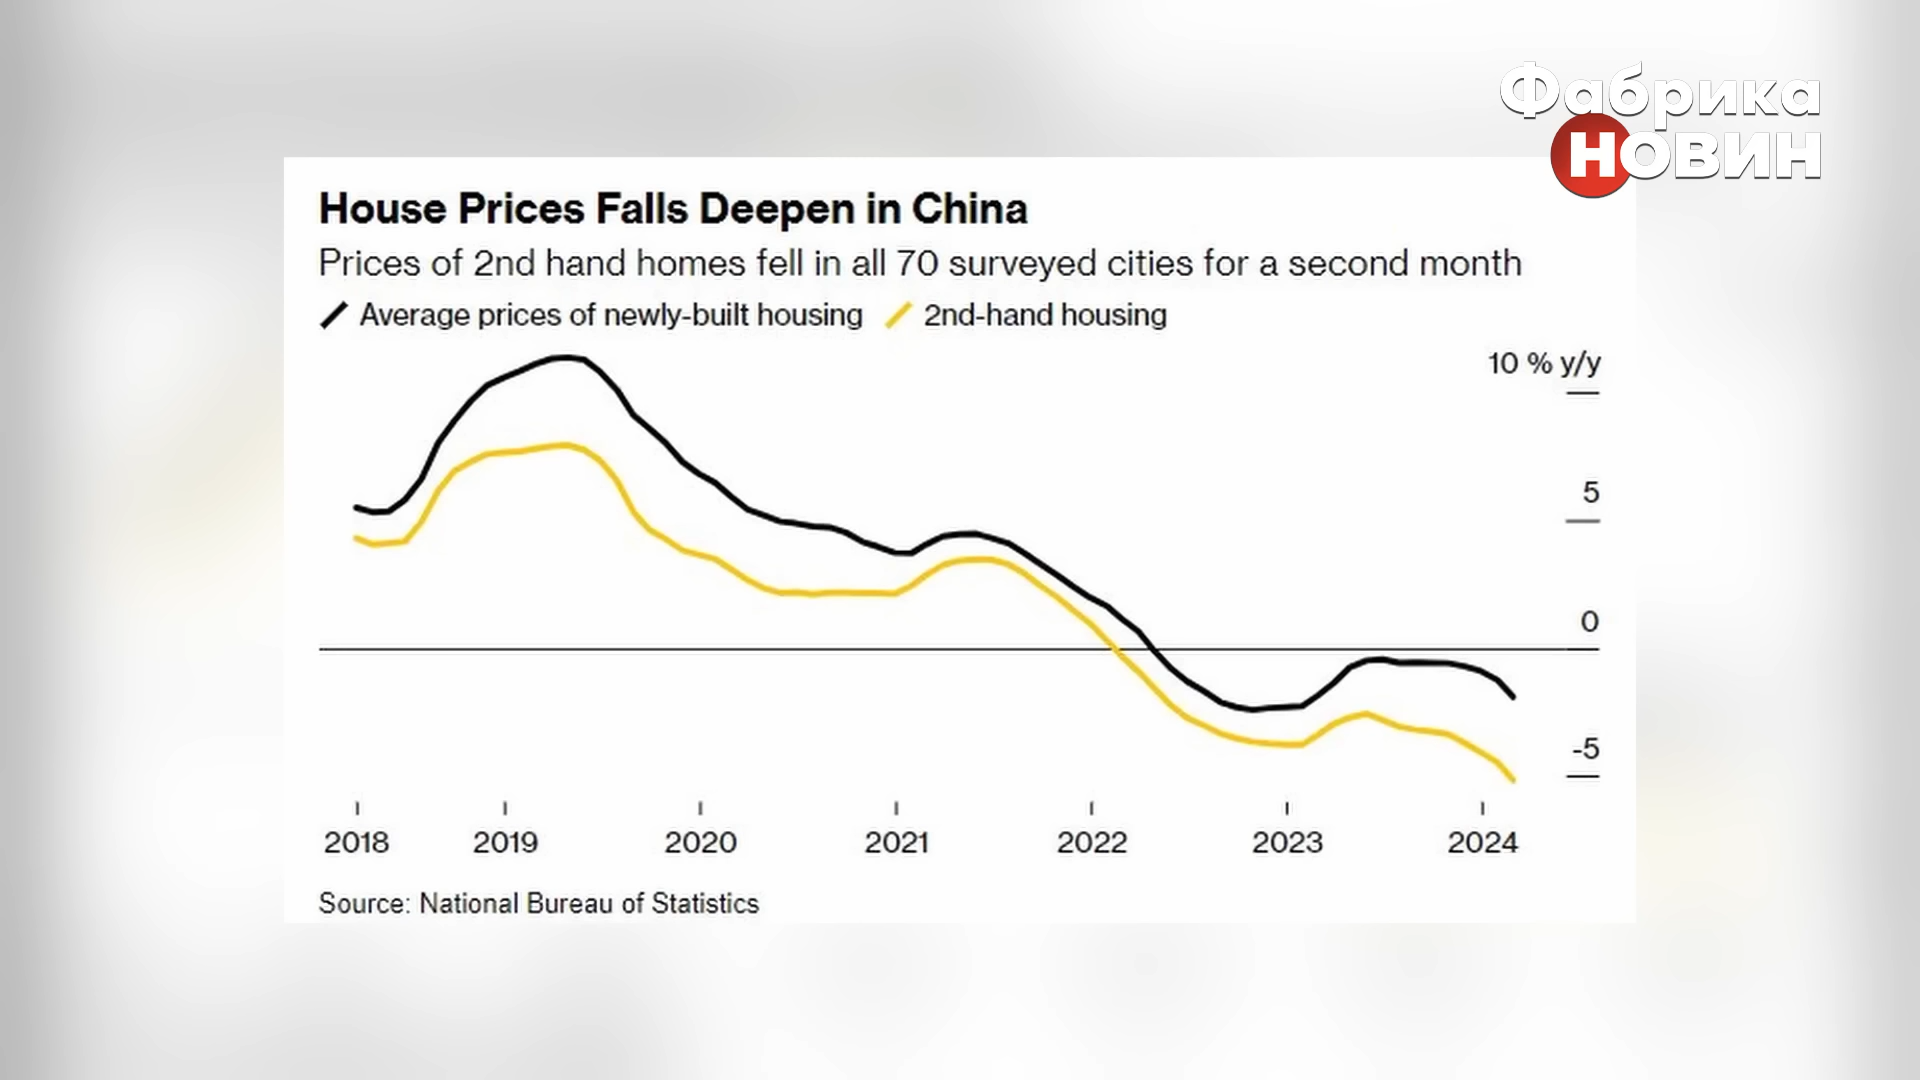 Фабрика
новин
House Prices Falls Deepen in China
Prices of 2nd hand homes fell in all 70 surveyed cities for a second month
Average prices of newly-built housing 2nd-hand housing
10 % y/y
5
0
-5
2018 2019 2020 2021 2022 2023 2024
Source: National Bureau of Statistics